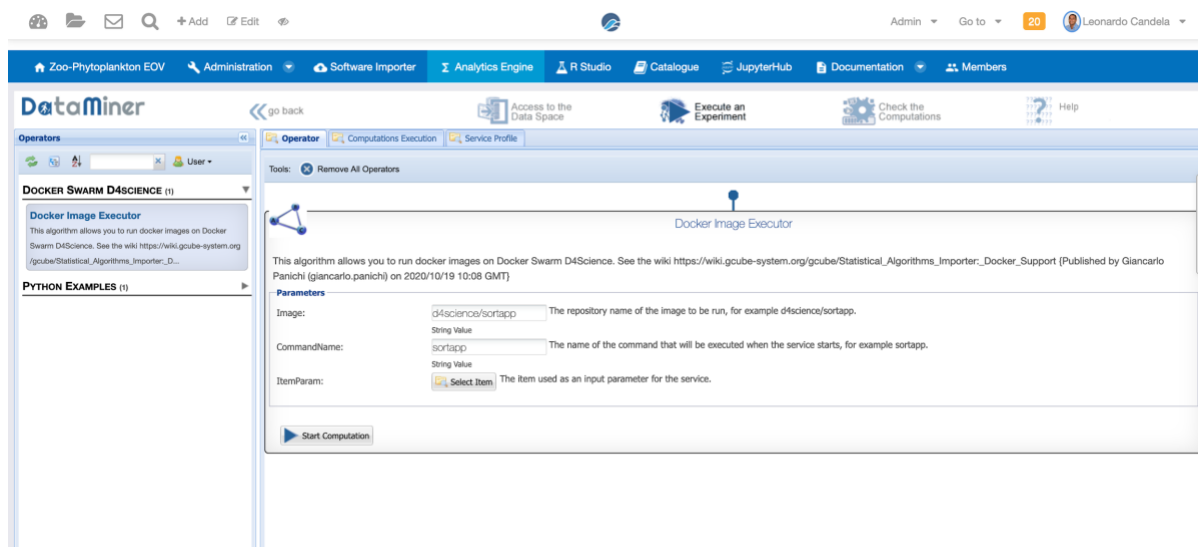 +Add Edit Admin Go to 20 Leonardo Candela
Zoo-Phytoplankton EOV Administration Software Importer Σ Analytics Engine R Studio Catalogue JupyterHub Documentation Members
DataMiner go back Access to the Data Space Execute an Experiment Check the Computations Help
Operators
Operator Computations Execution Service Profile
User
Tools: Remove All Operators
DOCKER SWARM D4SCIENCE (1)
Docker Image Executor
This algorithm allows you to run docker images on Docker
Swarm D4Science. See the wiki https://wiki.gcube-system.org
/gcube/Statistical_Algorithms_Importer:_D...
PYTHON EXAMPLES (1)
Docker Image Executor
This algorithm allows you to run docker images on Docker Swarm D4Science. See the wiki https://wiki.gcube-system.org/gcube/Statistical_Algorithms_Importer:_Docker_Support {Published by Giancarlo
Panichi (giancarlo.panichi) on 2020/10/19 10:08 GMT}
Parameters
Image: d4science/sortapp The repository name of the image to be run, for example d4science/sortapp.
String Value
CommandName: sortapp The name of the command that will be executed when the service starts, for example sortapp.
String Value
ItemParam: Select Item The item used as an input parameter for the service.
Start Computation